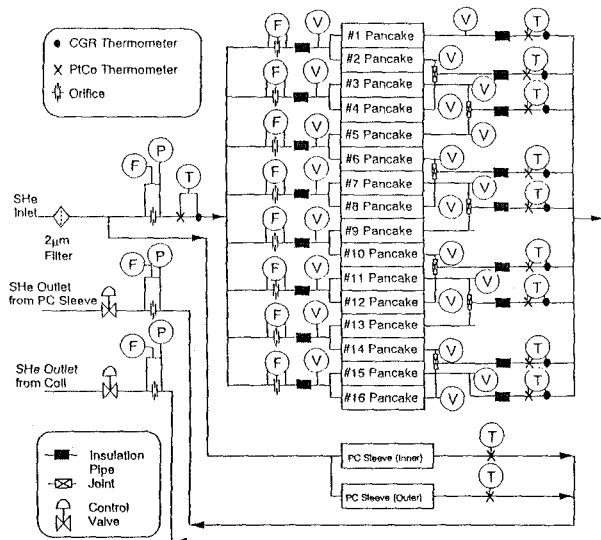 CGR Thermometer
PtCo Thermometer
Orifice
F
P
T
SHe
Inlet
2μm
Filter
F
P
SHe Outlet
from PC Sleeve
F
P
SHe Outlet
from Coil
Insulation
Pipe
Joint
Control
Valve
F
V
F
V
F
V
F
V
F
V
F
V
F
V
F
V
#1 Pancake
#2 Pancake
#3 Pancake
#4 Pancake
#5 Pancake
#6 Pancake
#7 Pancake
#8 Pancake
#9 Pancake
#10 Pancake
#11 Pancake
#12 Pancake
#13 Pancake
#14 Pancake
#15 Pancake
#16 Pancake
V
T
V
T
V
V
T
V
V
T
V
V
T
V
V
T
V
V
T
V
T
V
V
T
V
PC Sleeve (Inner)
T
PC Sleeve (Outer)
T